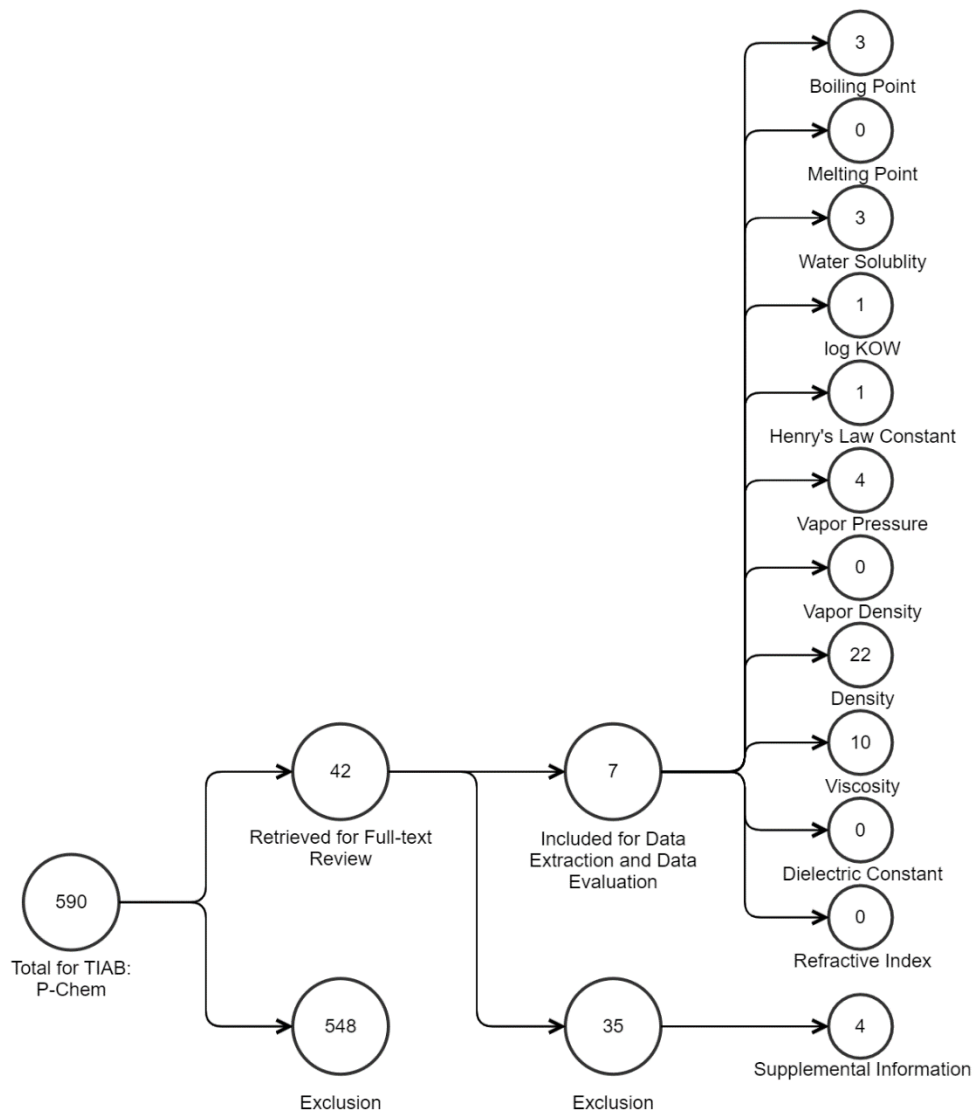 3
Boiling Point
0
Melting Point
3
Water Solublity
1
log KOW
1
Henry's Law Constant
4
Vapor Pressure
0
Vapor Density
22
Density
10
Viscosity
0
Dielectric Constant
0
Refractive Index
42
Retrieved for Full-text
Review
7
Included for Data
Extraction and Data
Evaluation
590
Total for TIAB:
P-Chem
548
Exclusion
35
Exclusion
4
Supplemental Information